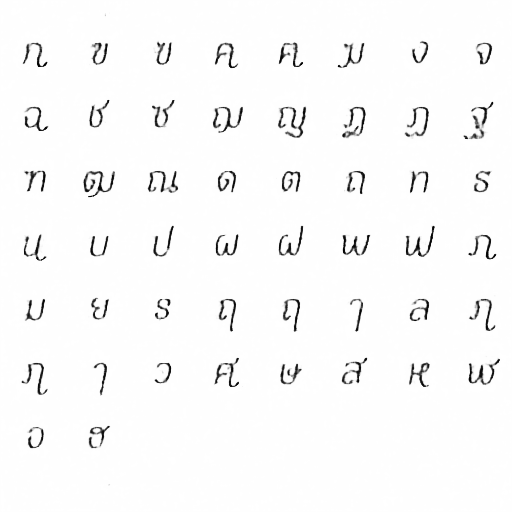 ก ข ฃ ค ฅ ฆ ง จ
ฉ ช ซ ฌ ญ ฎ ฏ ฐ
ฑ ฒ ณ ด ต ถ ท ธ
น บ ป ผ ฝ พ ฟ ภ
ม ย ร ฤ ฤ ๅ ล ฦ
ฦ ๅ ว ศ ษ ส ห ฬ
อ ฮ